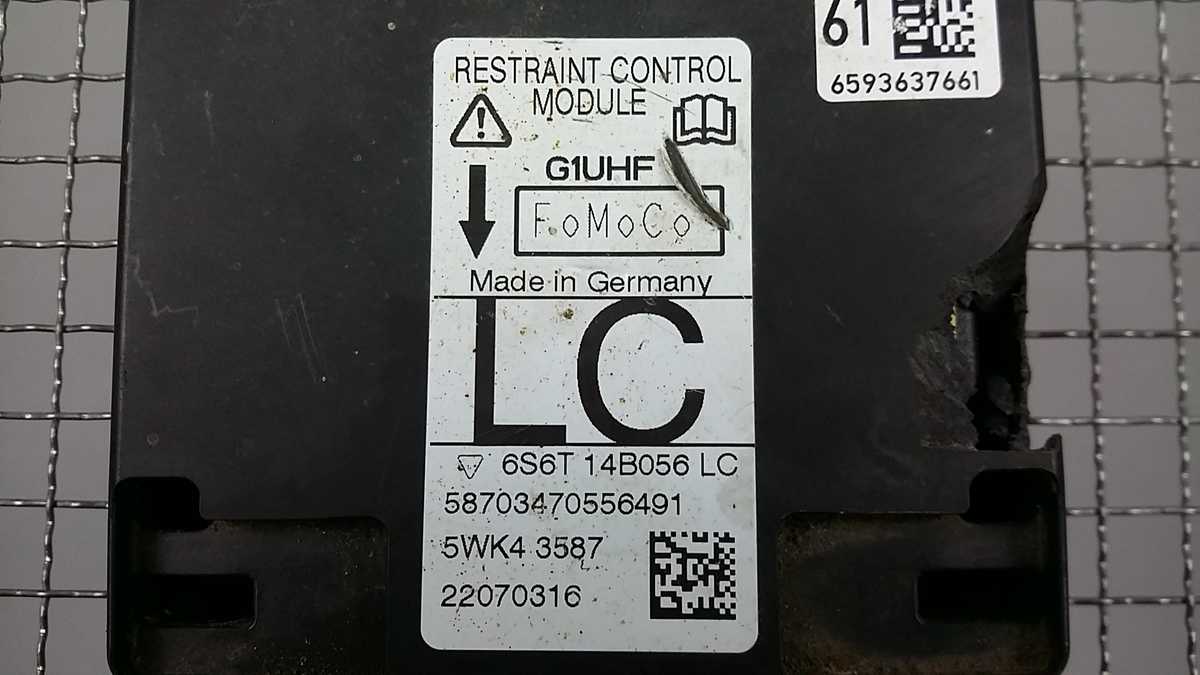 61
6593637661
RESTRAINT CONTROL
MODULE
G1UHF
FoMoCo
Made in Germany
LC
6S6T 14B056 LC
58703470556491
5WK4 3587
22070316